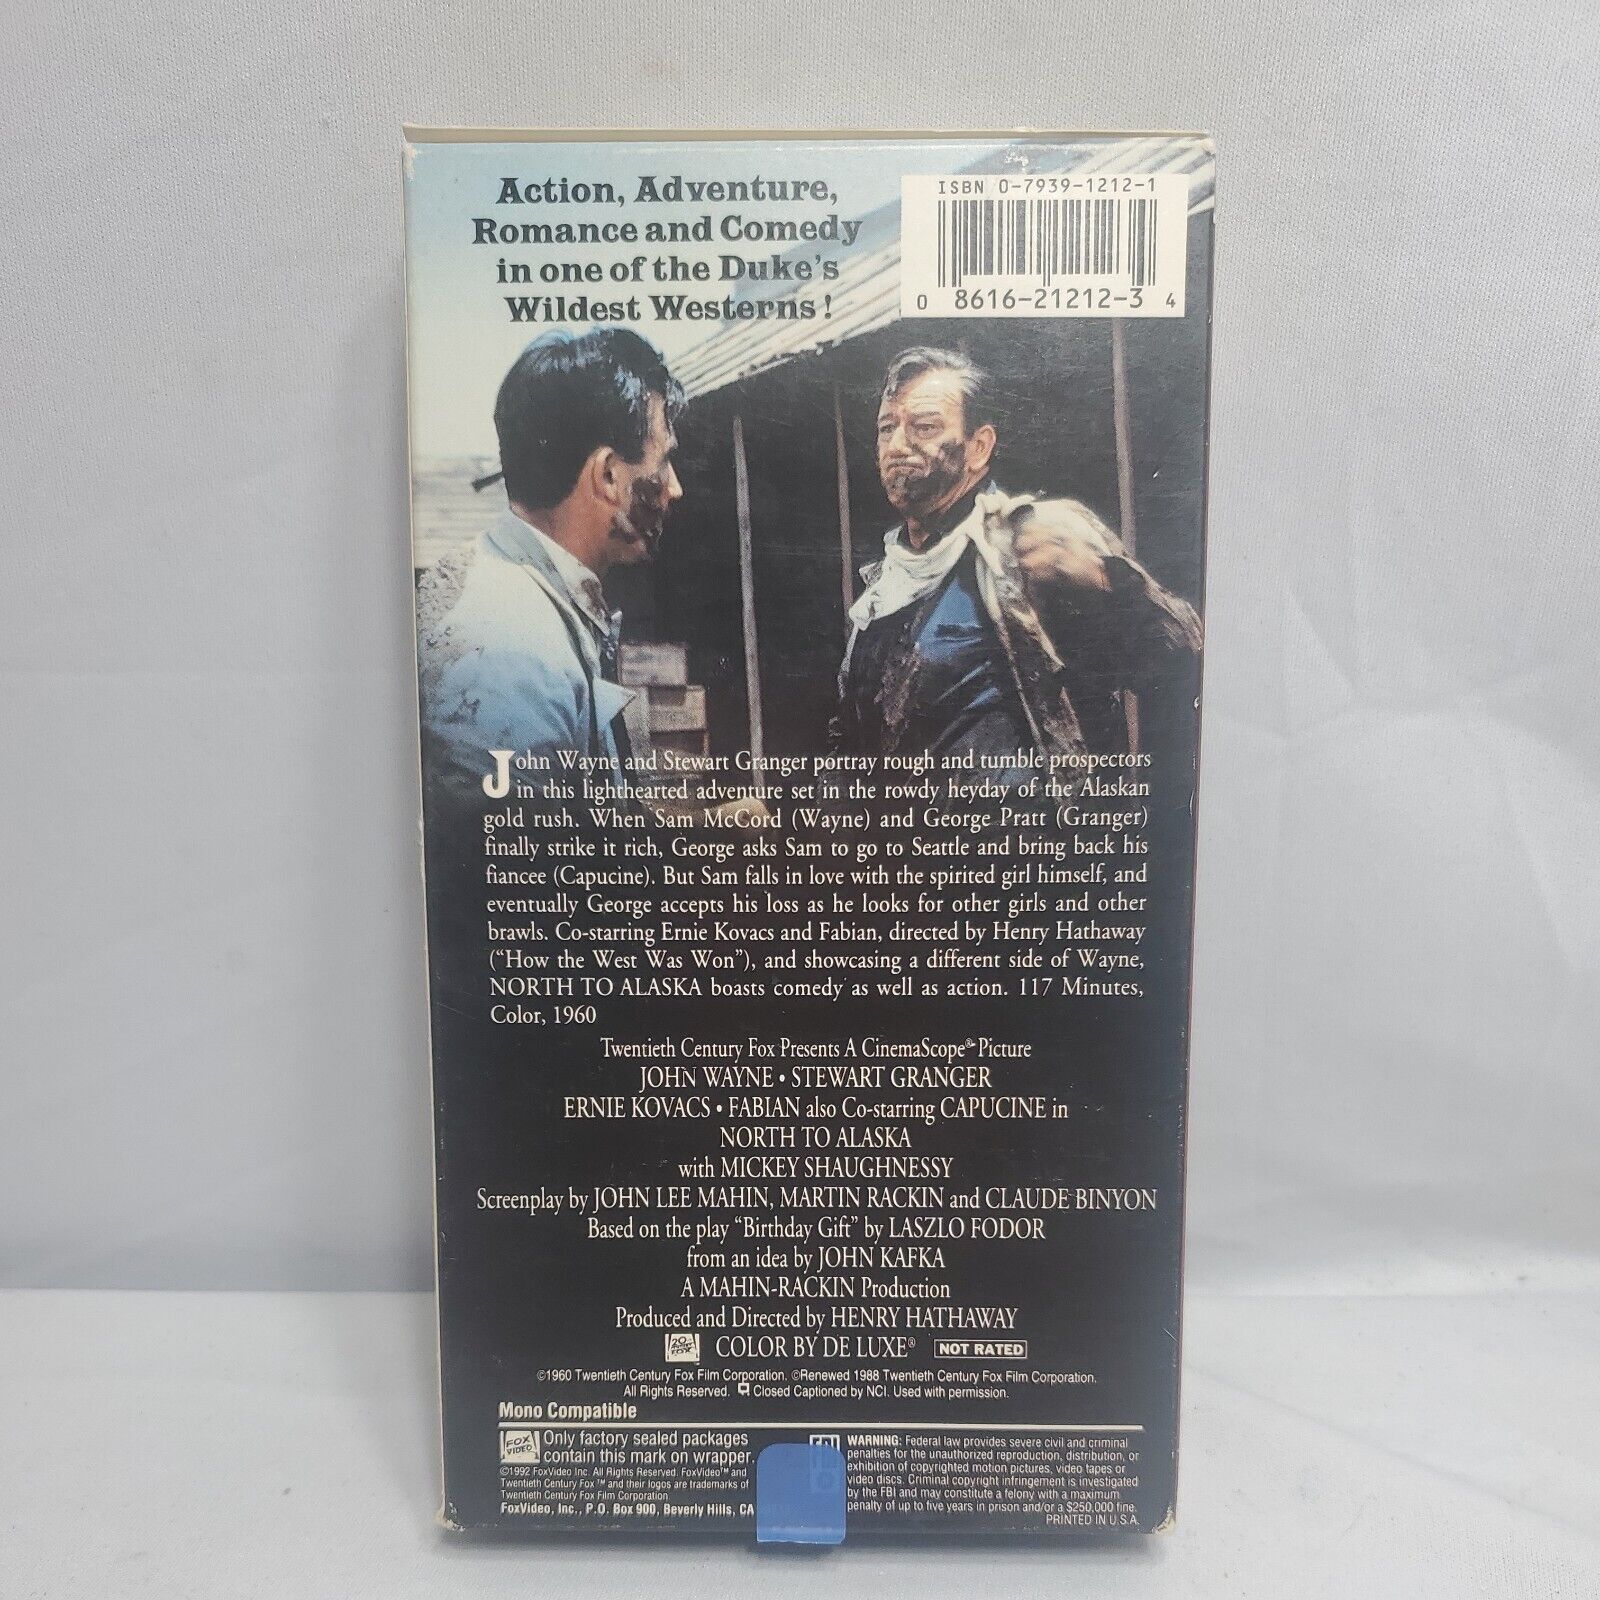 Action, Adventure,
Romance and Comedy
in one of the Duke's
Wildest Westerns!
ISBN 0-7939-1212-1
0 8616-21212-3 4
John Wayne and Stewart Granger portray rough and tumble prospectors
in this lighthearted adventure set in the rowdy heyday of the Alaskan
gold rush. When Sam McCord (Wayne) and George Pratt (Granger)
finally strike it rich, George asks Sam to go to Seattle and bring back his
fiancee (Capucine). But Sam falls in love with the spirited girl himself, and
eventually George accepts his loss as he looks for other girls and other
brawls. Co-starring Ernie Kovacs and Fabian, directed by Henry Hathaway
("How the West Was Won"), and showcasing a different side of Wayne,
NORTH TO ALASKA boasts comedy as well as action. 117 Minutes,
Color, 1960
Twentieth Century Fox Presents A CinemaScope® Picture
JOHN WAYNE • STEWART GRANGER
ERNIE KOVACS • FABIAN also Co-starring CAPUCINE in
NORTH TO ALASKA
with MICKEY SHAUGHNESSY
Screenplay by JOHN LEE MAHIN, MARTIN RACKIN and CLAUDE BINYON
Based on the play "Birthday Gift" by LASZLO FODOR
from an idea by JOHN KAFKA
A MAHIN-RACKIN Production
Produced and Directed by HENRY HATHAWAY
20th CENTURY FOX COLOR BY DE LUXE® NOT RATED
©1960 Twentieth Century Fox Film Corporation. ©Renewed 1988 Twentieth Century Fox Film Corporation.
All Rights Reserved. Closed Captioned by NCI. Used with permission.
Mono Compatible
FOX VIDEO Only factory sealed packages
contain this mark on wrapper.
©1992 FoxVideo Inc. All Rights Reserved. FoxVideo™ and
Twentieth Century Fox™ and their logos are trademarks of
Twentieth Century Fox Film Corporation
FoxVideo, Inc., P.O. Box 900, Beverly Hills, CA
FBI WARNING: Federal law provides severe civil and criminal
penalties for the unauthorized reproduction, distribution, or
exhibition of copyrighted motion pictures, video tapes or
video discs. Criminal copyright infringement is investigated
by the FBI and may constitute a felony with a maximum
penalty of up to five years in prison and/or a $250,000 fine.
PRINTED IN U.S.A.